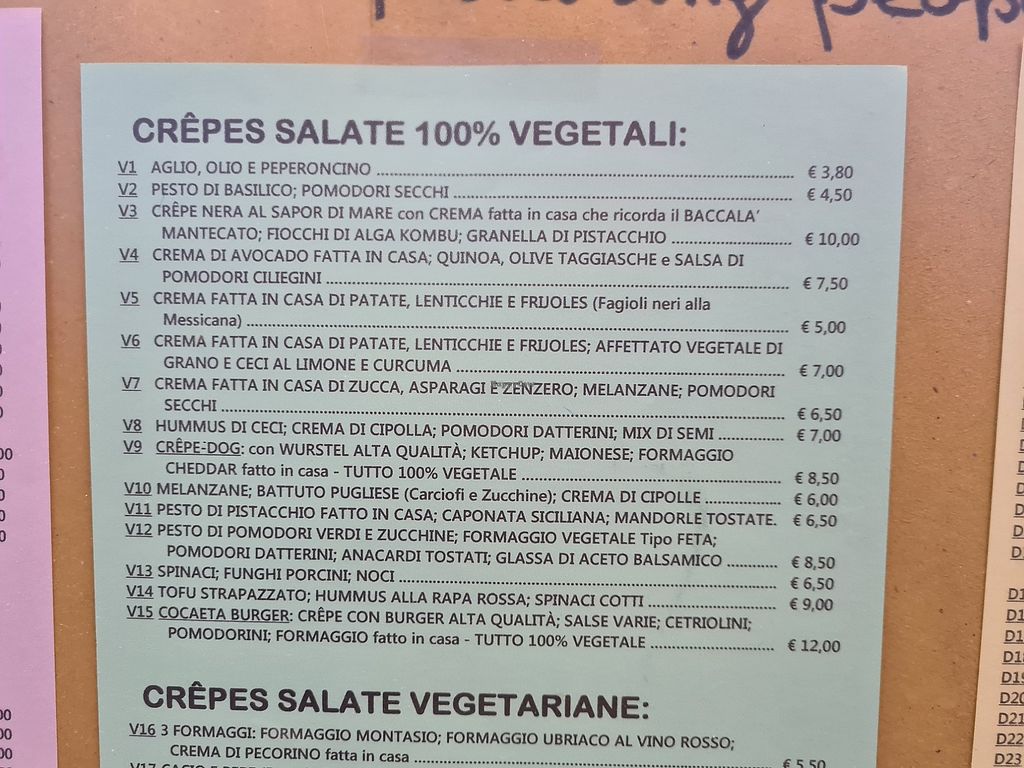 CRÊPES SALATE 100% VEGETALI:
V1 AGLIO, OLIO E PEPERONCINO ........ € 3,80
V2 PESTO DI BASILICO; POMODORI SECCHI ........ € 4,50
V3 CRÊPE NERA AL SAPOR DI MARE con CREMA fatta in casa che ricorda il BACCALA'
MANTECATO; FIOCCHI DI ALGA KOMBU; GRANELLA DI PISTACCHIO ........ € 10,00
V4 CREMA DI AVOCADO FATTA IN CASA; QUINOA, OLIVE TAGGIASCHE e SALSA DI
POMODORI CILIEGINI ........ € 7,50
V5 CREMA FATTA IN CASA DI PATATE, LENTICCHIE E FRIJOLES (Fagioli neri alla
Messicana) ........ € 5,00
V6 CREMA FATTA IN CASA DI PATATE, LENTICCHIE E FRIJOLES; AFFETTATO VEGETALE DI
GRANO E CECI AL LIMONE E CURCUMA ........ € 7,00
V7 CREMA FATTA IN CASA DI ZUCCA, ASPARAGI E ZENZERO; MELANZANE; POMODORI
SECCHI ........ € 6,50
V8 HUMMUS DI CECI; CREMA DI CIPOLLA; POMODORI DATTERINI; MIX DI SEMI ........ € 7,00
V9 CRÊPE-DOG: con WURSTEL ALTA QUALITÀ; KETCHUP; MAIONESE; FORMAGGIO
CHEDDAR fatto in casa - TUTTO 100% VEGETALE ........ € 8,50
V10 MELANZANE; BATTUTO PUGLIESE (Carciofi e Zucchine); CREMA DI CIPOLLE ........ € 6,00
V11 PESTO DI PISTACCHIO FATTO IN CASA; CAPONATA SICILIANA; MANDORLE TOSTATE. € 6,50
V12 PESTO DI POMODORI VERDI E ZUCCHINE; FORMAGGIO VEGETALE Tipo FETA;
POMODORI DATTERINI; ANACARDI TOSTATI; GLASSA DI ACETO BALSAMICO ........ € 8,50
V13 SPINACI; FUNGHI PORCINI; NOCI ........ € 6,50
V14 TOFU STRAPAZZATO; HUMMUS ALLA RAPA ROSSA; SPINACI COTTI ........ € 9,00
V15 COCAETA BURGER: CRÊPE CON BURGER ALTA QUALITÀ; SALSE VARIE; CETRIOLINI;
POMODORINI; FORMAGGIO fatto in casa - TUTTO 100% VEGETALE ........ € 12,00
CRÊPES SALATE VEGETARIANE:
V16 3 FORMAGGI: FORMAGGIO MONTASIO; FORMAGGIO UBRIACO AL VINO ROSSO;
CREMA DI PECORINO fatta in casa ........ € 5,50
D19
D20
D21
D22
D23